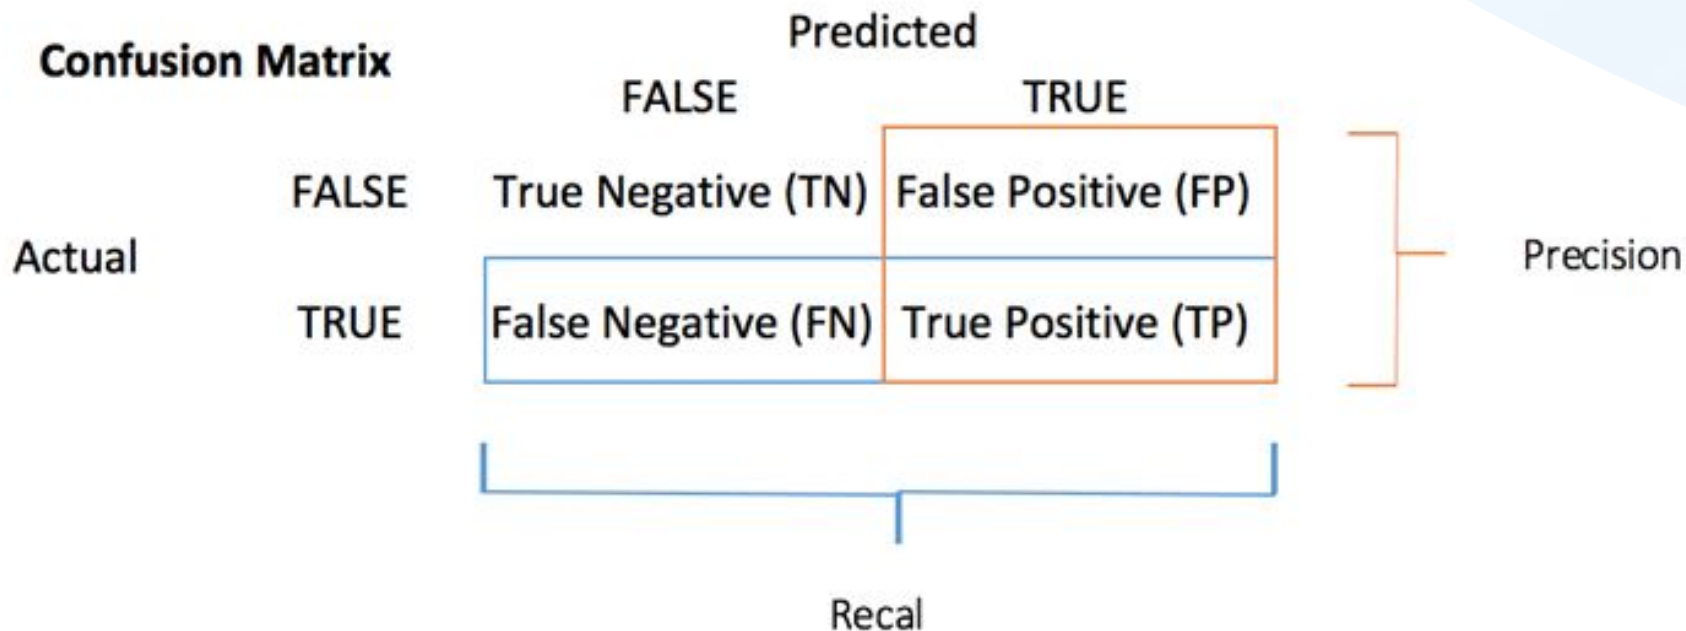 Confusion Matrix
Predicted
FALSE TRUE
FALSE True Negative (TN) False Positive (FP)
Actual
Precision
TRUE False Negative (FN) True Positive (TP)
Recal